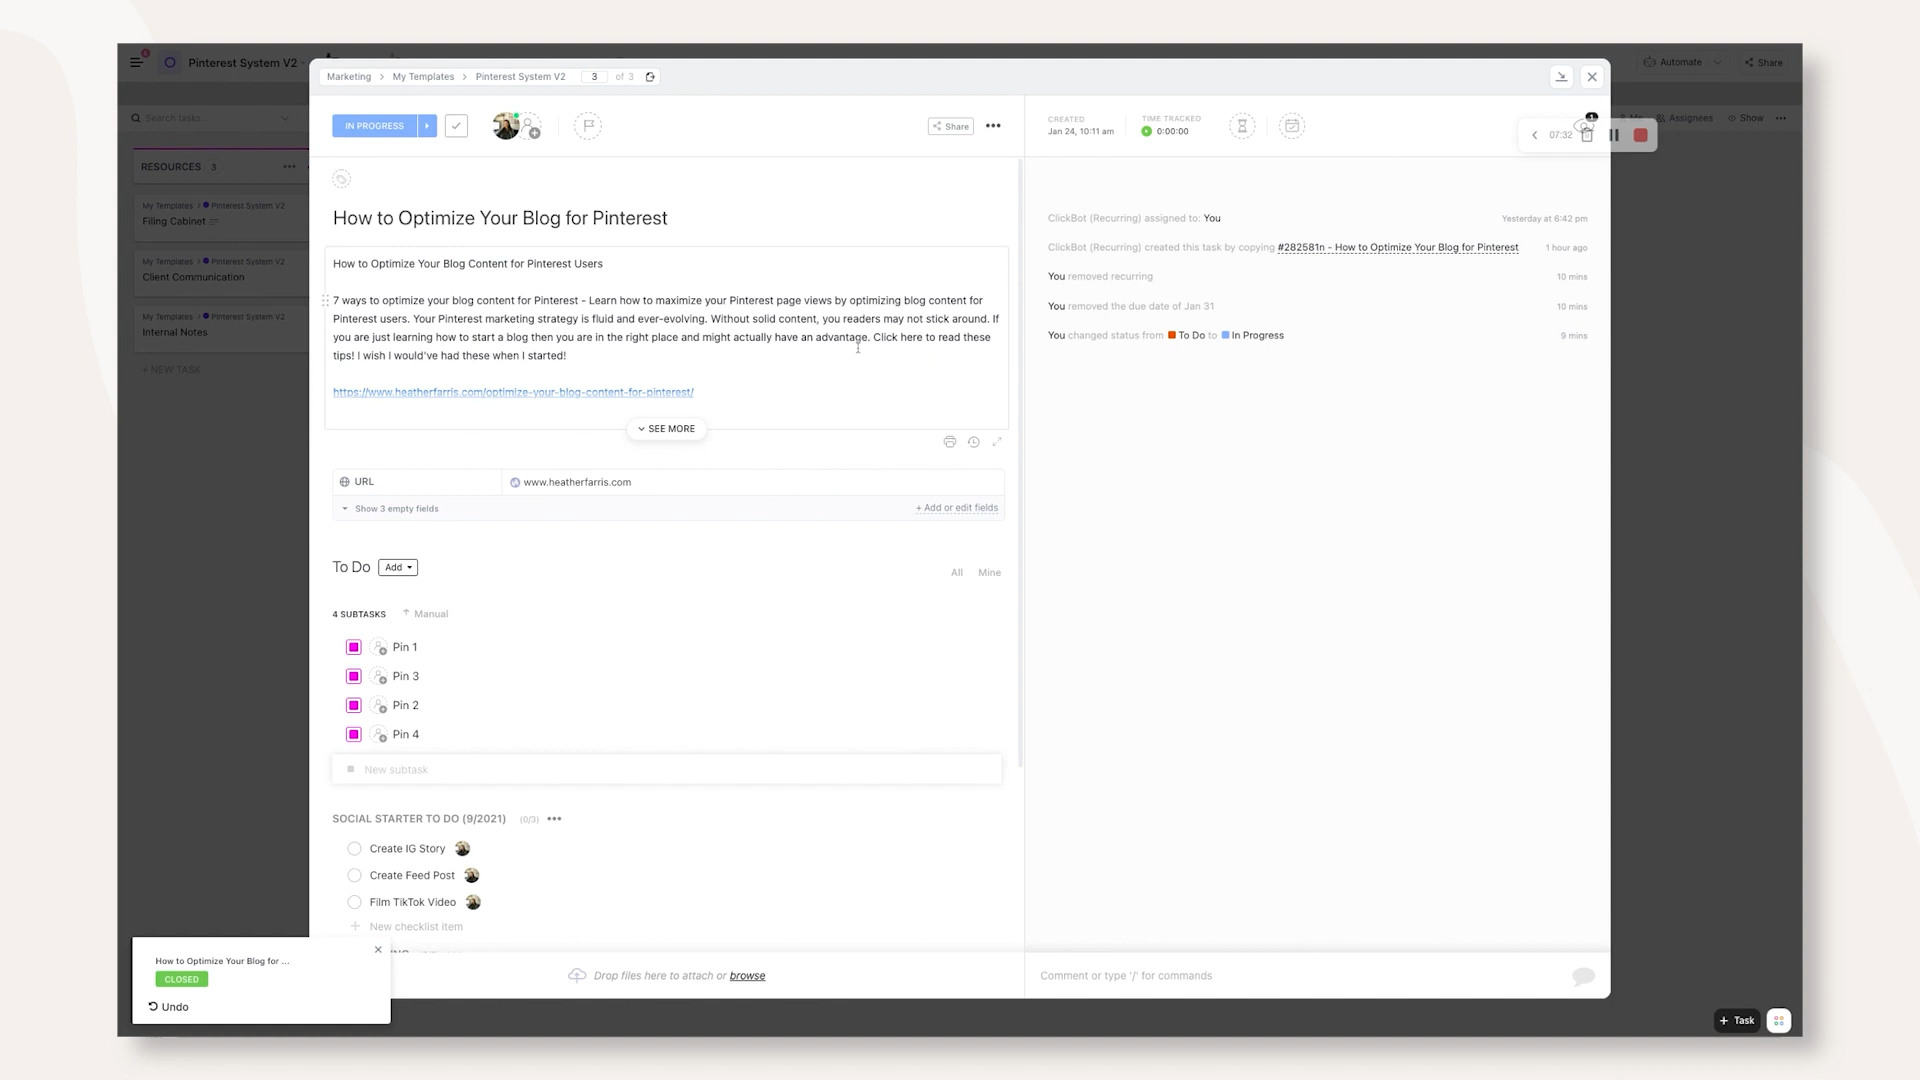 Pinterest System V2
Automate
Share
Marketing > My Templates > Pinterest System V2 3 of 3
Search tasks...
IN PROGRESS
Share
CREATED
Jan 24, 10:11 am
TIME TRACKED
0:00:00
1
07:32
Assignees
Show
RESOURCES 3
My Templates > Pinterest System V2
Filing Cabinet
My Templates > Pinterest System V2
Client Communication
My Templates > Pinterest System V2
Internal Notes
+ NEW TASK
How to Optimize Your Blog for Pinterest
How to Optimize Your Blog Content for Pinterest Users
7 ways to optimize your blog content for Pinterest - Learn how to maximize your Pinterest page views by optimizing blog content for
Pinterest users. Your Pinterest marketing strategy is fluid and ever-evolving. Without solid content, you readers may not stick around. If
you are just learning how to start a blog then you are in the right place and might actually have an advantage. Click here to read these
tips! I wish I would've had these when I started!
https://www.heatherfarris.com/optimize-your-blog-content-for-pinterest/
SEE MORE
URL www.heatherfarris.com
Show 3 empty fields + Add or edit fields
To Do Add
All Mine
4 SUBTASKS Manual
Pin 1
Pin 3
Pin 2
Pin 4
New subtask
SOCIAL STARTER TO DO (9/2021) (0/3)
Create IG Story
Create Feed Post
Film TikTok Video
New checklist item
Drop files here to attach or browse
ClickBot (Recurring) assigned to: You Yesterday at 6:42 pm
ClickBot (Recurring) created this task by copying #282581n - How to Optimize Your Blog for Pinterest 1 hour ago
You removed recurring 10 mins
You removed the due date of Jan 31 10 mins
You changed status from To Do to In Progress 9 mins
Comment or type '/' for commands
How to Optimize Your Blog for ...
CLOSED
Undo
+ Task